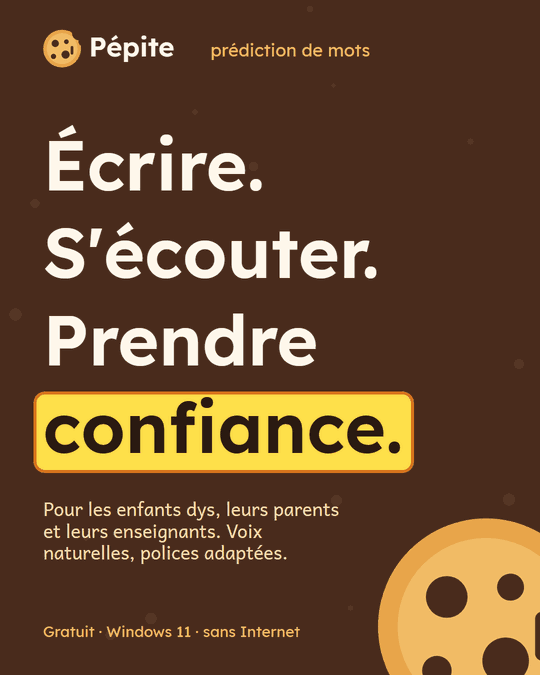 Pépite prédiction de mots
Écrire.
S'écouter.
Prendre
confiance.
Pour les enfants dys, leurs parents
et leurs enseignants. Voix
naturelles, polices adaptées.
Gratuit · Windows 11 · sans Internet